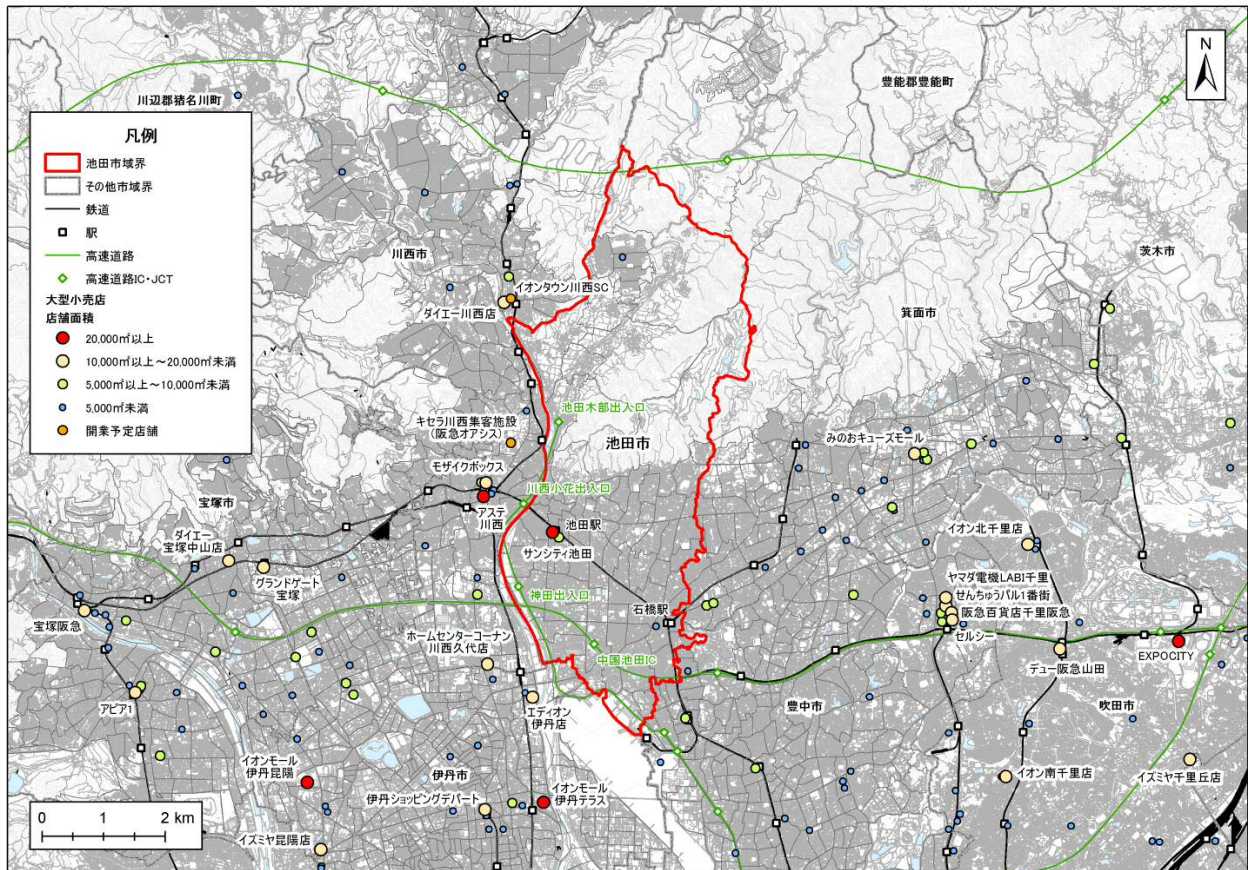 N
川辺郡猪名川町
豊能郡豊能町
凡例
池田市域界
その他市域界
鉄道
駅
高速道路
高速道路IC・JCT
大型小売店
店舗面積
20,000㎡以上
10,000㎡以上～20,000㎡未満
5,000㎡以上～10,000㎡未満
5,000㎡未満
開業予定店舗
川西市
茨木市
イオンタウン川西SC
ダイエー川西店
箕面市
池田木部出入口
キセラ川西集客施設
(阪急オアシス)
池田市
みのおキューズモール
モザイクボックス
川西小花出入口
宝塚市
アステ
川西
池田駅
サンシティ池田
イオン北千里店
ダイエー
宝塚中山店
グランドゲート
宝塚
ヤマダ電機LABI千里
せんちゅうパル1番街
阪急百貨店千里阪急
セルシー
神田出入口
石橋駅
宝塚阪急
ホームセンターコーナン
川西久代店
中国池田IC
デュー阪急山田
EXPOCITY
アピア1
エディオン
伊丹店
豊中市
吹田市
イオンモール
伊丹昆陽
伊丹市
イオンモール
伊丹テラス
イオン南千里店
イズミヤ千里丘店
伊丹ショッピングデパート
イズミヤ昆陽店
0 1 2 km